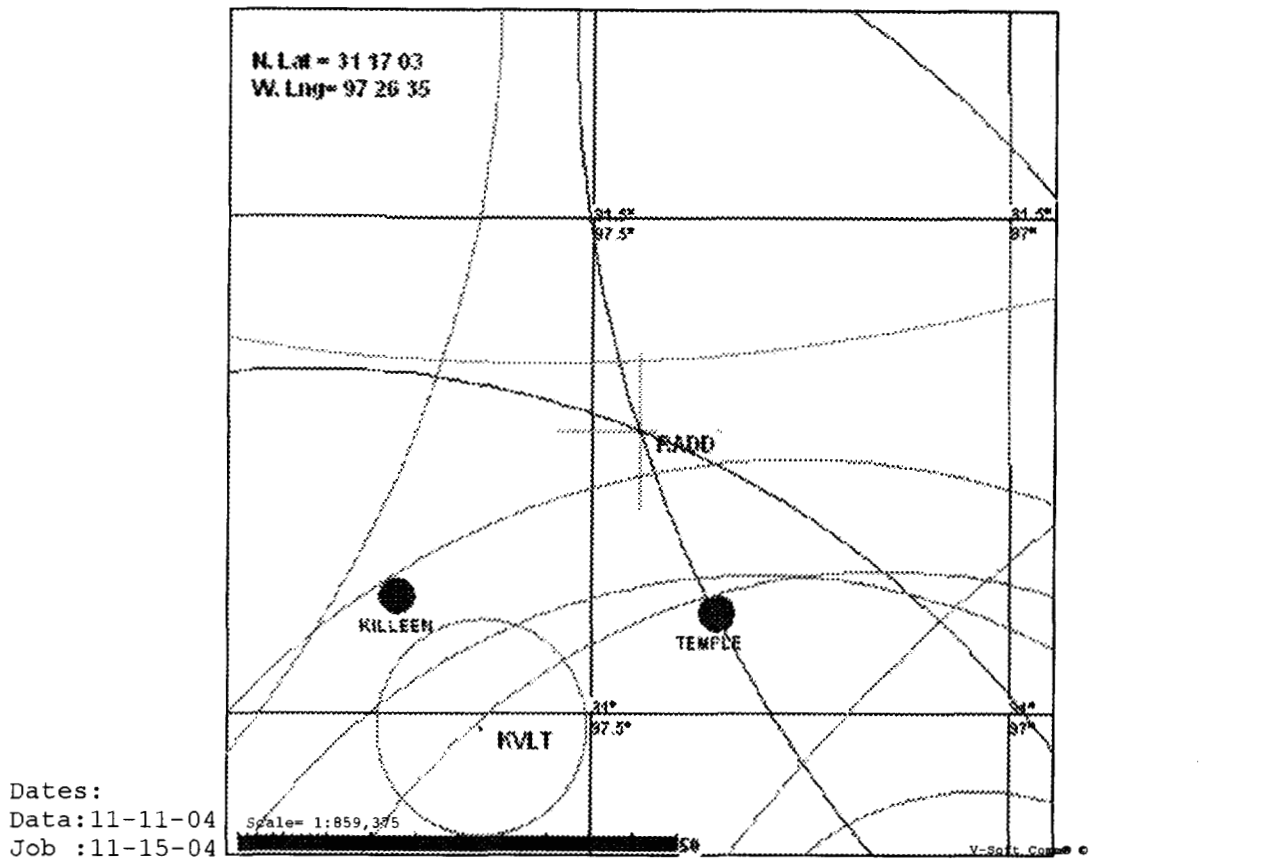 N. Lat = 31 17 03
W. Lng= 97 26 35
31.5°
97.5°
31.5°
97°
RADD
KILLEEN
TEMPLE
31°
97.5°
31°
97°
KVLT
Dates:
Data:11-11-04
Job :11-15-04
Scale= 1:859,375
50
V-Soft Comm® ©